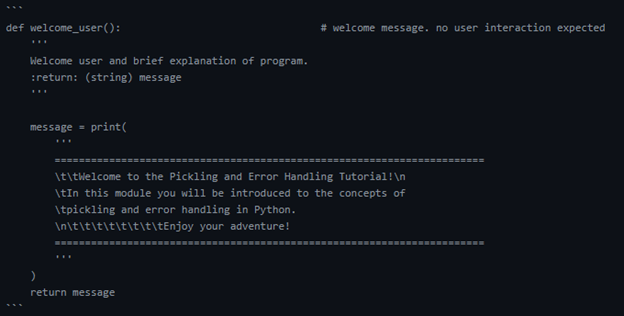 ```
def welcome_user():                                # welcome message. no user interaction expected
    '''
    Welcome user and brief explanation of program.
    :return: (string) message
    '''
    message = print(
        '''
        =======================================================================
        \t\tWelcome to the Pickling and Error Handling Tutorial!\n
        \tIn this module you will be introduced to the concepts of
        \tpickling and error handling in Python.
        \n\t\t\t\t\t\t\t\tEnjoy your adventure!
        =======================================================================
        '''
    )
    return message
```